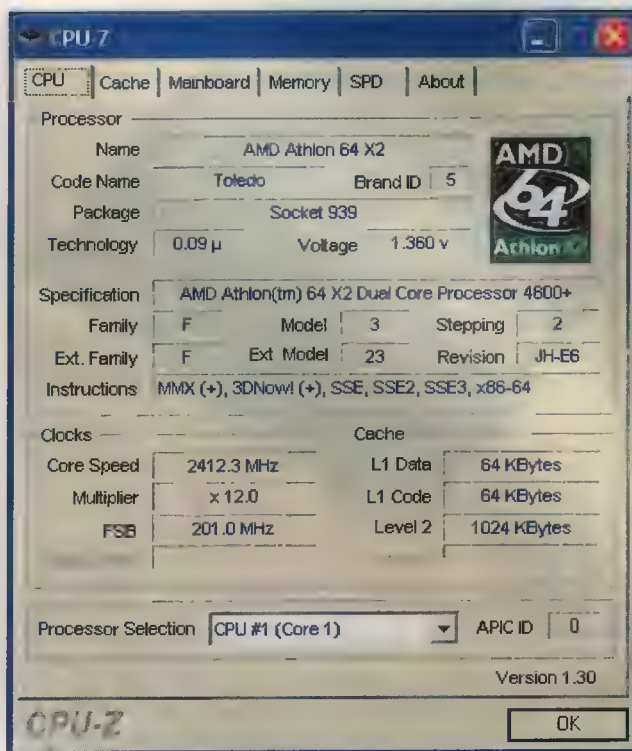 CPU-Z
CPU Cache Mainboard Memory SPD About
Processor
Name AMD Athlon 64 X2
Code Name Toledo Brand ID 5
Package Socket 939
Technology 0.09 µ Voltage 1.360 v
AMD
64
Athlon
Specification AMD Athlon(tm) 64 X2 Dual Core Processor 4800+
Family F Model 3 Stepping 2
Ext. Family F Ext Model 23 Revision JH-E6
Instructions MMX (+), 3DNow! (+), SSE, SSE2, SSE3, x86-64
Clocks Cache
Core Speed 2412.3 MHz L1 Data 64 KBytes
Multiplier x 12.0 L1 Code 64 KBytes
FSB 201.0 MHz Level 2 1024 KBytes
Processor Selection CPU #1 (Core 1) APIC ID 0
Version 1.30
CPU-Z OK